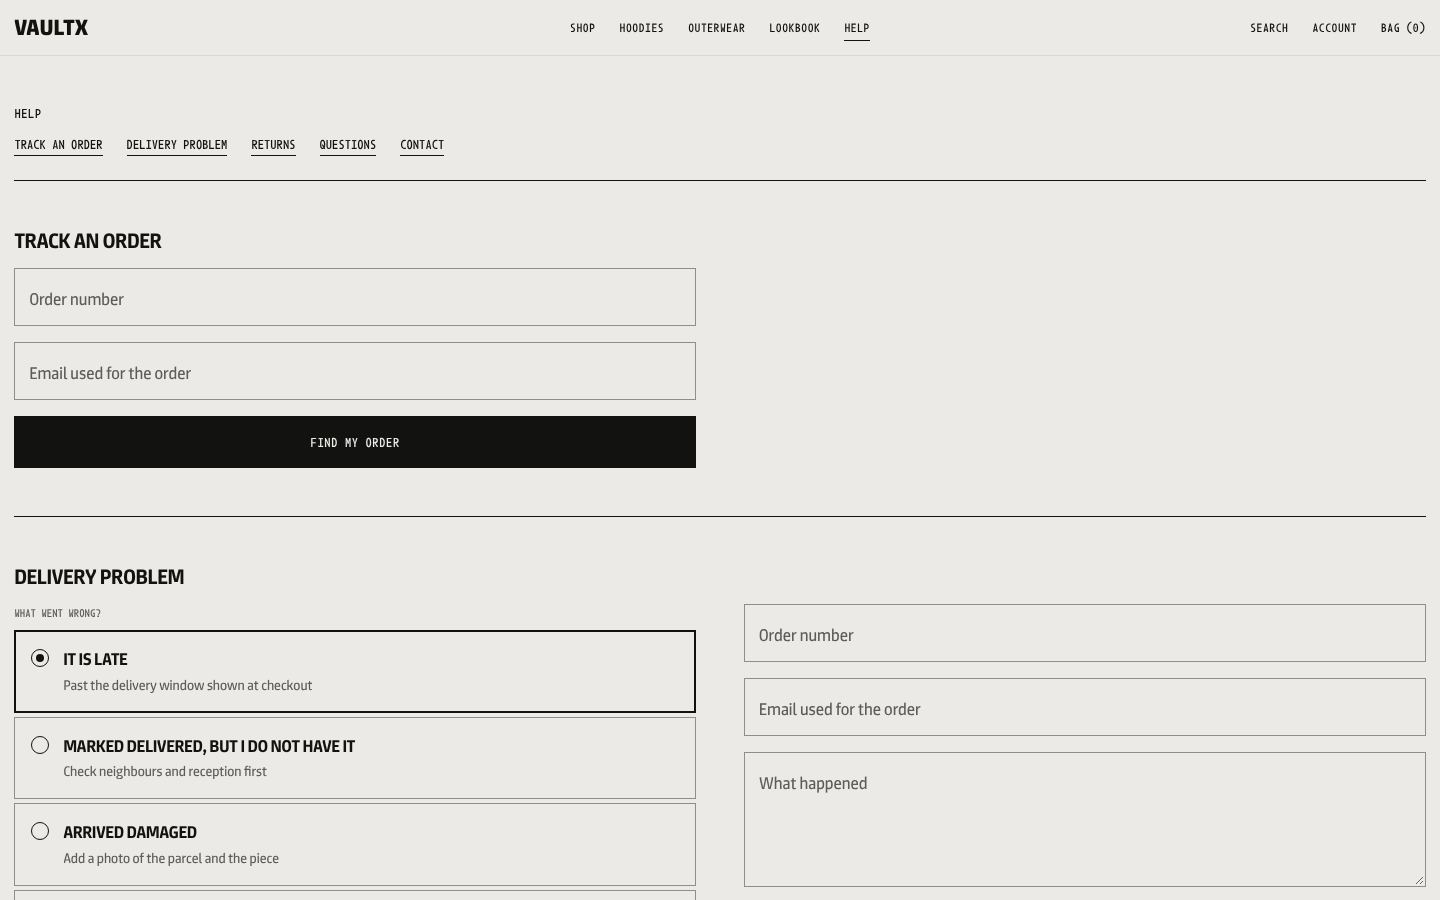 VAULTX
SHOP HOODIES OUTERWEAR LOOKBOOK HELP
SEARCH ACCOUNT BAG (0)
HELP
TRACK AN ORDER DELIVERY PROBLEM RETURNS QUESTIONS CONTACT
TRACK AN ORDER
Order number
Email used for the order
FIND MY ORDER
DELIVERY PROBLEM
WHAT WENT WRONG?
IT IS LATE
Past the delivery window shown at checkout
MARKED DELIVERED, BUT I DO NOT HAVE IT
Check neighbours and reception first
ARRIVED DAMAGED
Add a photo of the parcel and the piece
Order number
Email used for the order
What happened